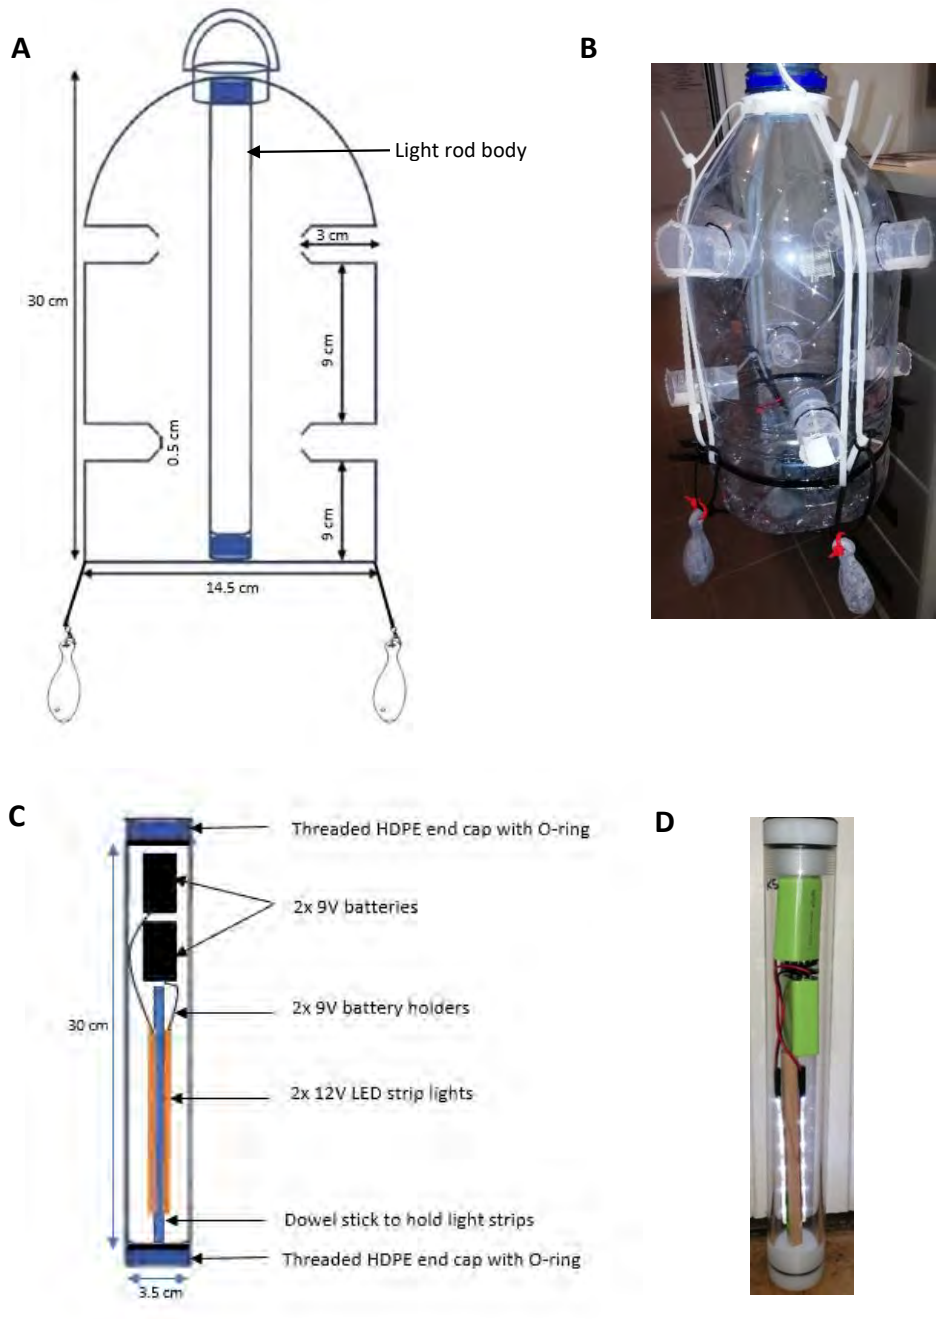 A
B
Light rod body
3 cm
30 cm
9 cm
0.5 cm
9 cm
14.5 cm
C
D
Threaded HDPE end cap with O-ring
2x 9V batteries
2x 9V battery holders
30 cm
2x 12V LED strip lights
Dowel stick to hold light strips
Threaded HDPE end cap with O-ring
3.5 cm